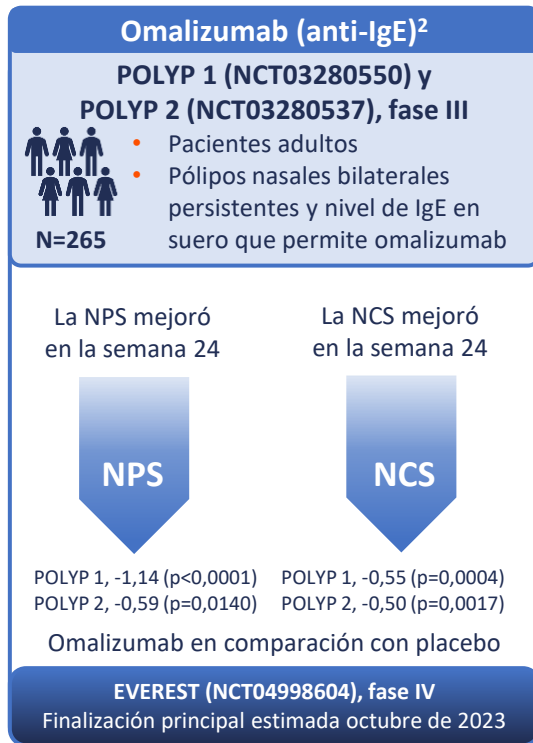 Omalizumab (anti-IgE)²
POLYP 1 (NCT03280550) y
POLYP 2 (NCT03280537), fase III
• Pacientes adultos
• Pólipos nasales bilaterales
persistentes y nivel de IgE en
suero que permite omalizumab
N=265
La NPS mejoró
en la semana 24
La NCS mejoró
en la semana 24
NPS
NCS
POLYP 1, -1,14 (p<0,0001)
POLYP 2, -0,59 (p=0,0140)
POLYP 1, -0,55 (p=0,0004)
POLYP 2, -0,50 (p=0,0017)
Omalizumab en comparación con placebo
EVEREST (NCT04998604), fase IV
Finalización principal estimada octubre de 2023